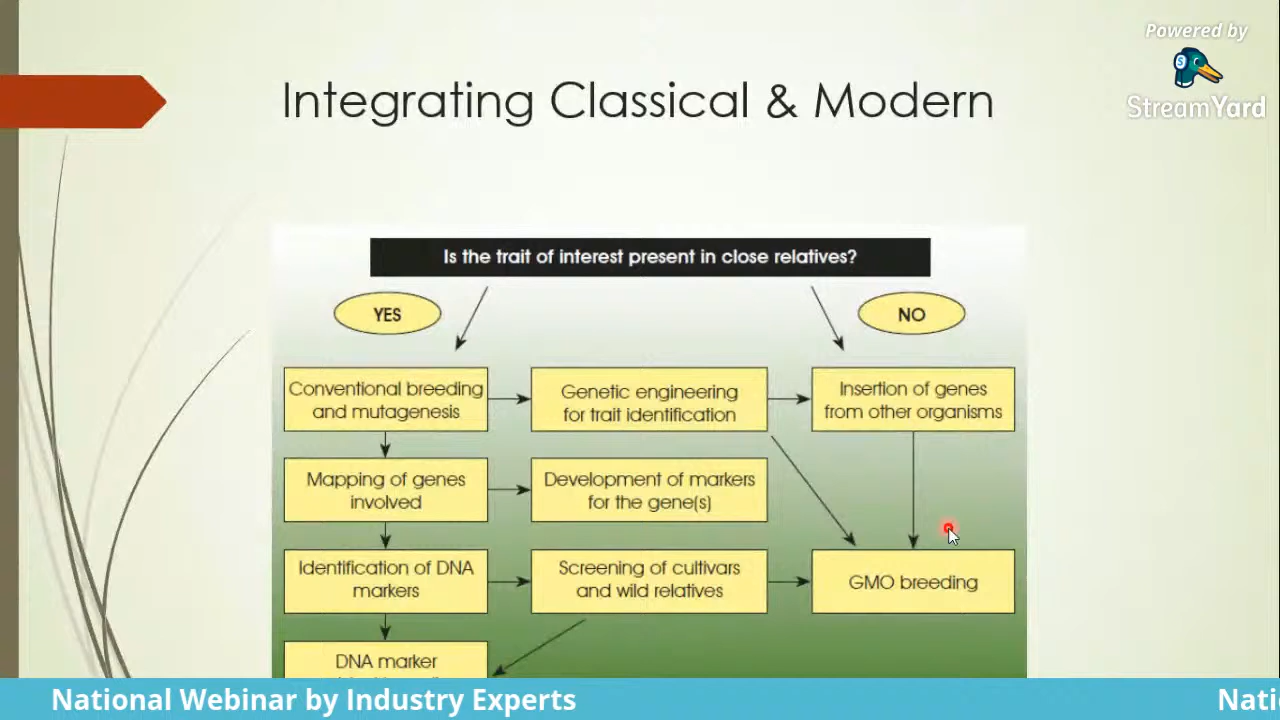 Powered by
StreamYard
Integrating Classical & Modern
Is the trait of interest present in close relatives?
YES
NO
Conventional breeding
and mutagenesis
Genetic engineering
for trait identification
Insertion of genes
from other organisms
Mapping of genes
involved
Development of markers
for the gene(s)
Identification of DNA
markers
Screening of cultivars
and wild relatives
GMO breeding
DNA marker
National Webinar by Industry Experts